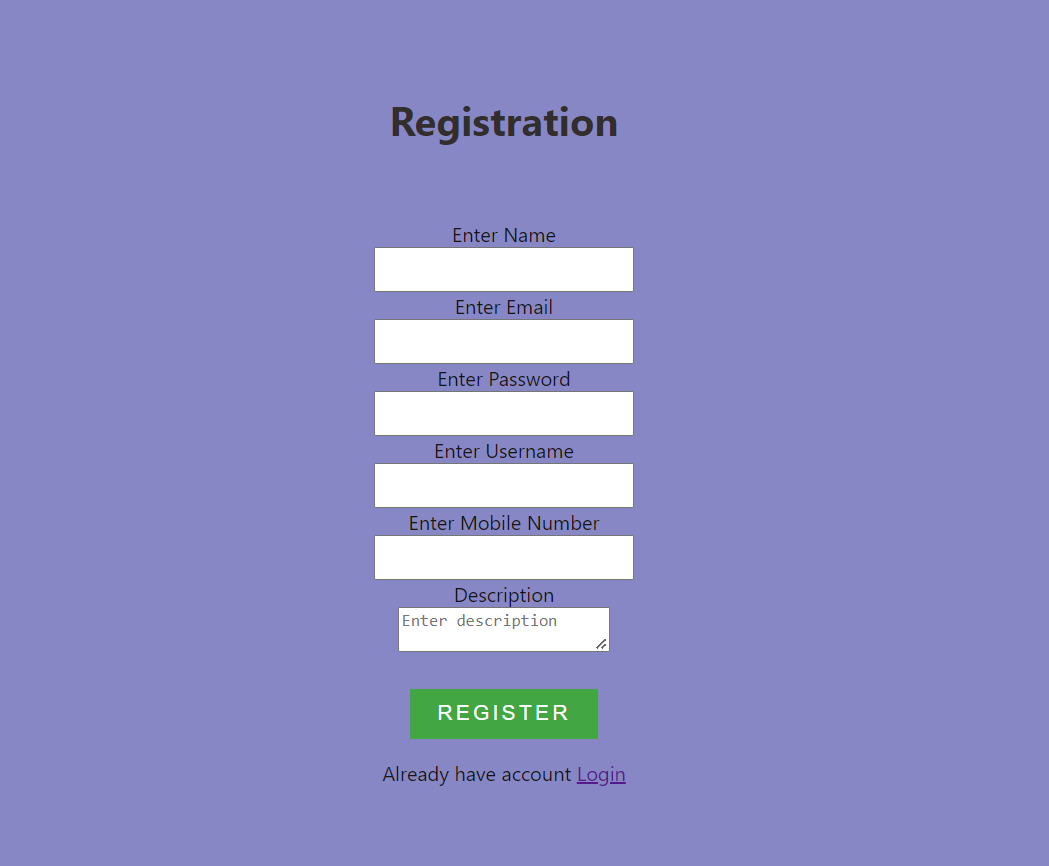 Registration
Enter Name
Enter Email
Enter Password
Enter Username
Enter Mobile Number
Description
Enter description
REGISTER
Already have account Login